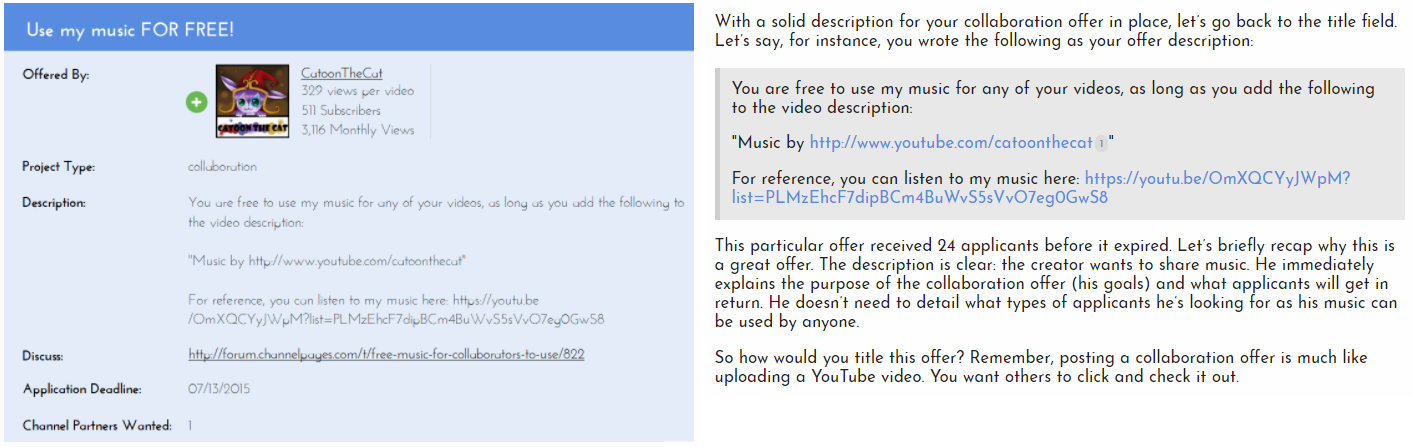 Use my music FOR FREE!
Offered By:
CatoonTheCat
329 views per video
511 Subscribers
3,116 Monthly Views
CATOON THE CAT
Project Type:
collaboration
Description:
You are free to use my music for any of your videos, as long as you add the following to
the video description:
"Music by http://www.youtube.com/catoonthecat"
For reference, you can listen to my music here: https://youtu.be
/OmXQCYyJWpM?list=PLMzEhcF7dipBCm4BuWvS5sVvO7eg0GwS8
Discuss:
http://forum.channelpages.com/t/free-music-for-collaborators-to-use/822
Application Deadline:
07/13/2015
Channel Partners Wanted:
1
With a solid description for your collaboration offer in place, let's go back to the title field.
Let's say, for instance, you wrote the following as your offer description:
You are free to use my music for any of your videos, as long as you add the following
to the video description:
"Music by http://www.youtube.com/catoonthecat 1"
For reference, you can listen to my music here: https://youtu.be/OmXQCYyJWpM?
list=PLMzEhcF7dipBCm4BuWvS5sVvO7eg0GwS8
This particular offer received 24 applicants before it expired. Let's briefly recap why this is
a great offer. The description is clear: the creator wants to share music. He immediately
explains the purpose of the collaboration offer (his goals) and what applicants will get in
return. He doesn't need to detail what types of applicants he's looking for as his music can
be used by anyone.
So how would you title this offer? Remember, posting a collaboration offer is much like
uploading a YouTube video. You want others to click and check it out.